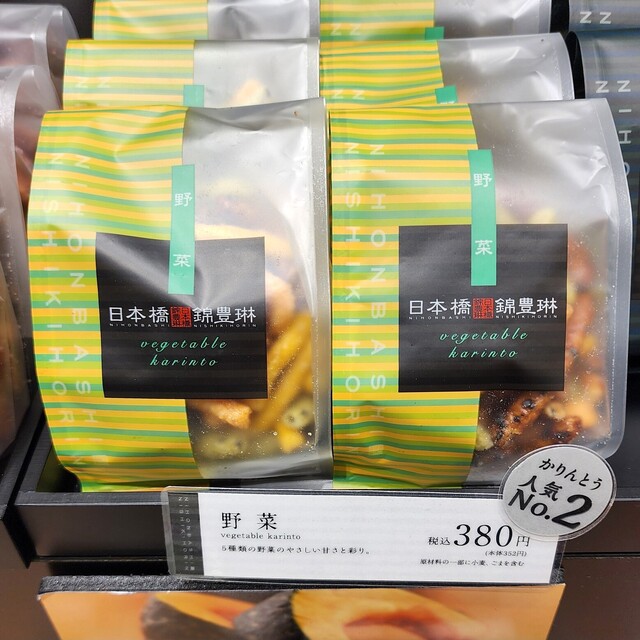 野菜
日本橋 錦豊琳
NIHONBASHI NISHIKIHORIN
vegetable
karinto
NIHONBASHI
NISHIKIHORIN
野菜
日本橋 錦豊琳
NIHONBASHI NISHIKIHORIN
vegetable
karinto
NIHONBASHI
NISHIKIHORIN
かりんとう
人気
No.2
野菜
vegetable karinto
5種類の野菜のやさしい甘さと彩り。
税込380円
(本体352円)
原材料の一部に小麦、ごまを含む